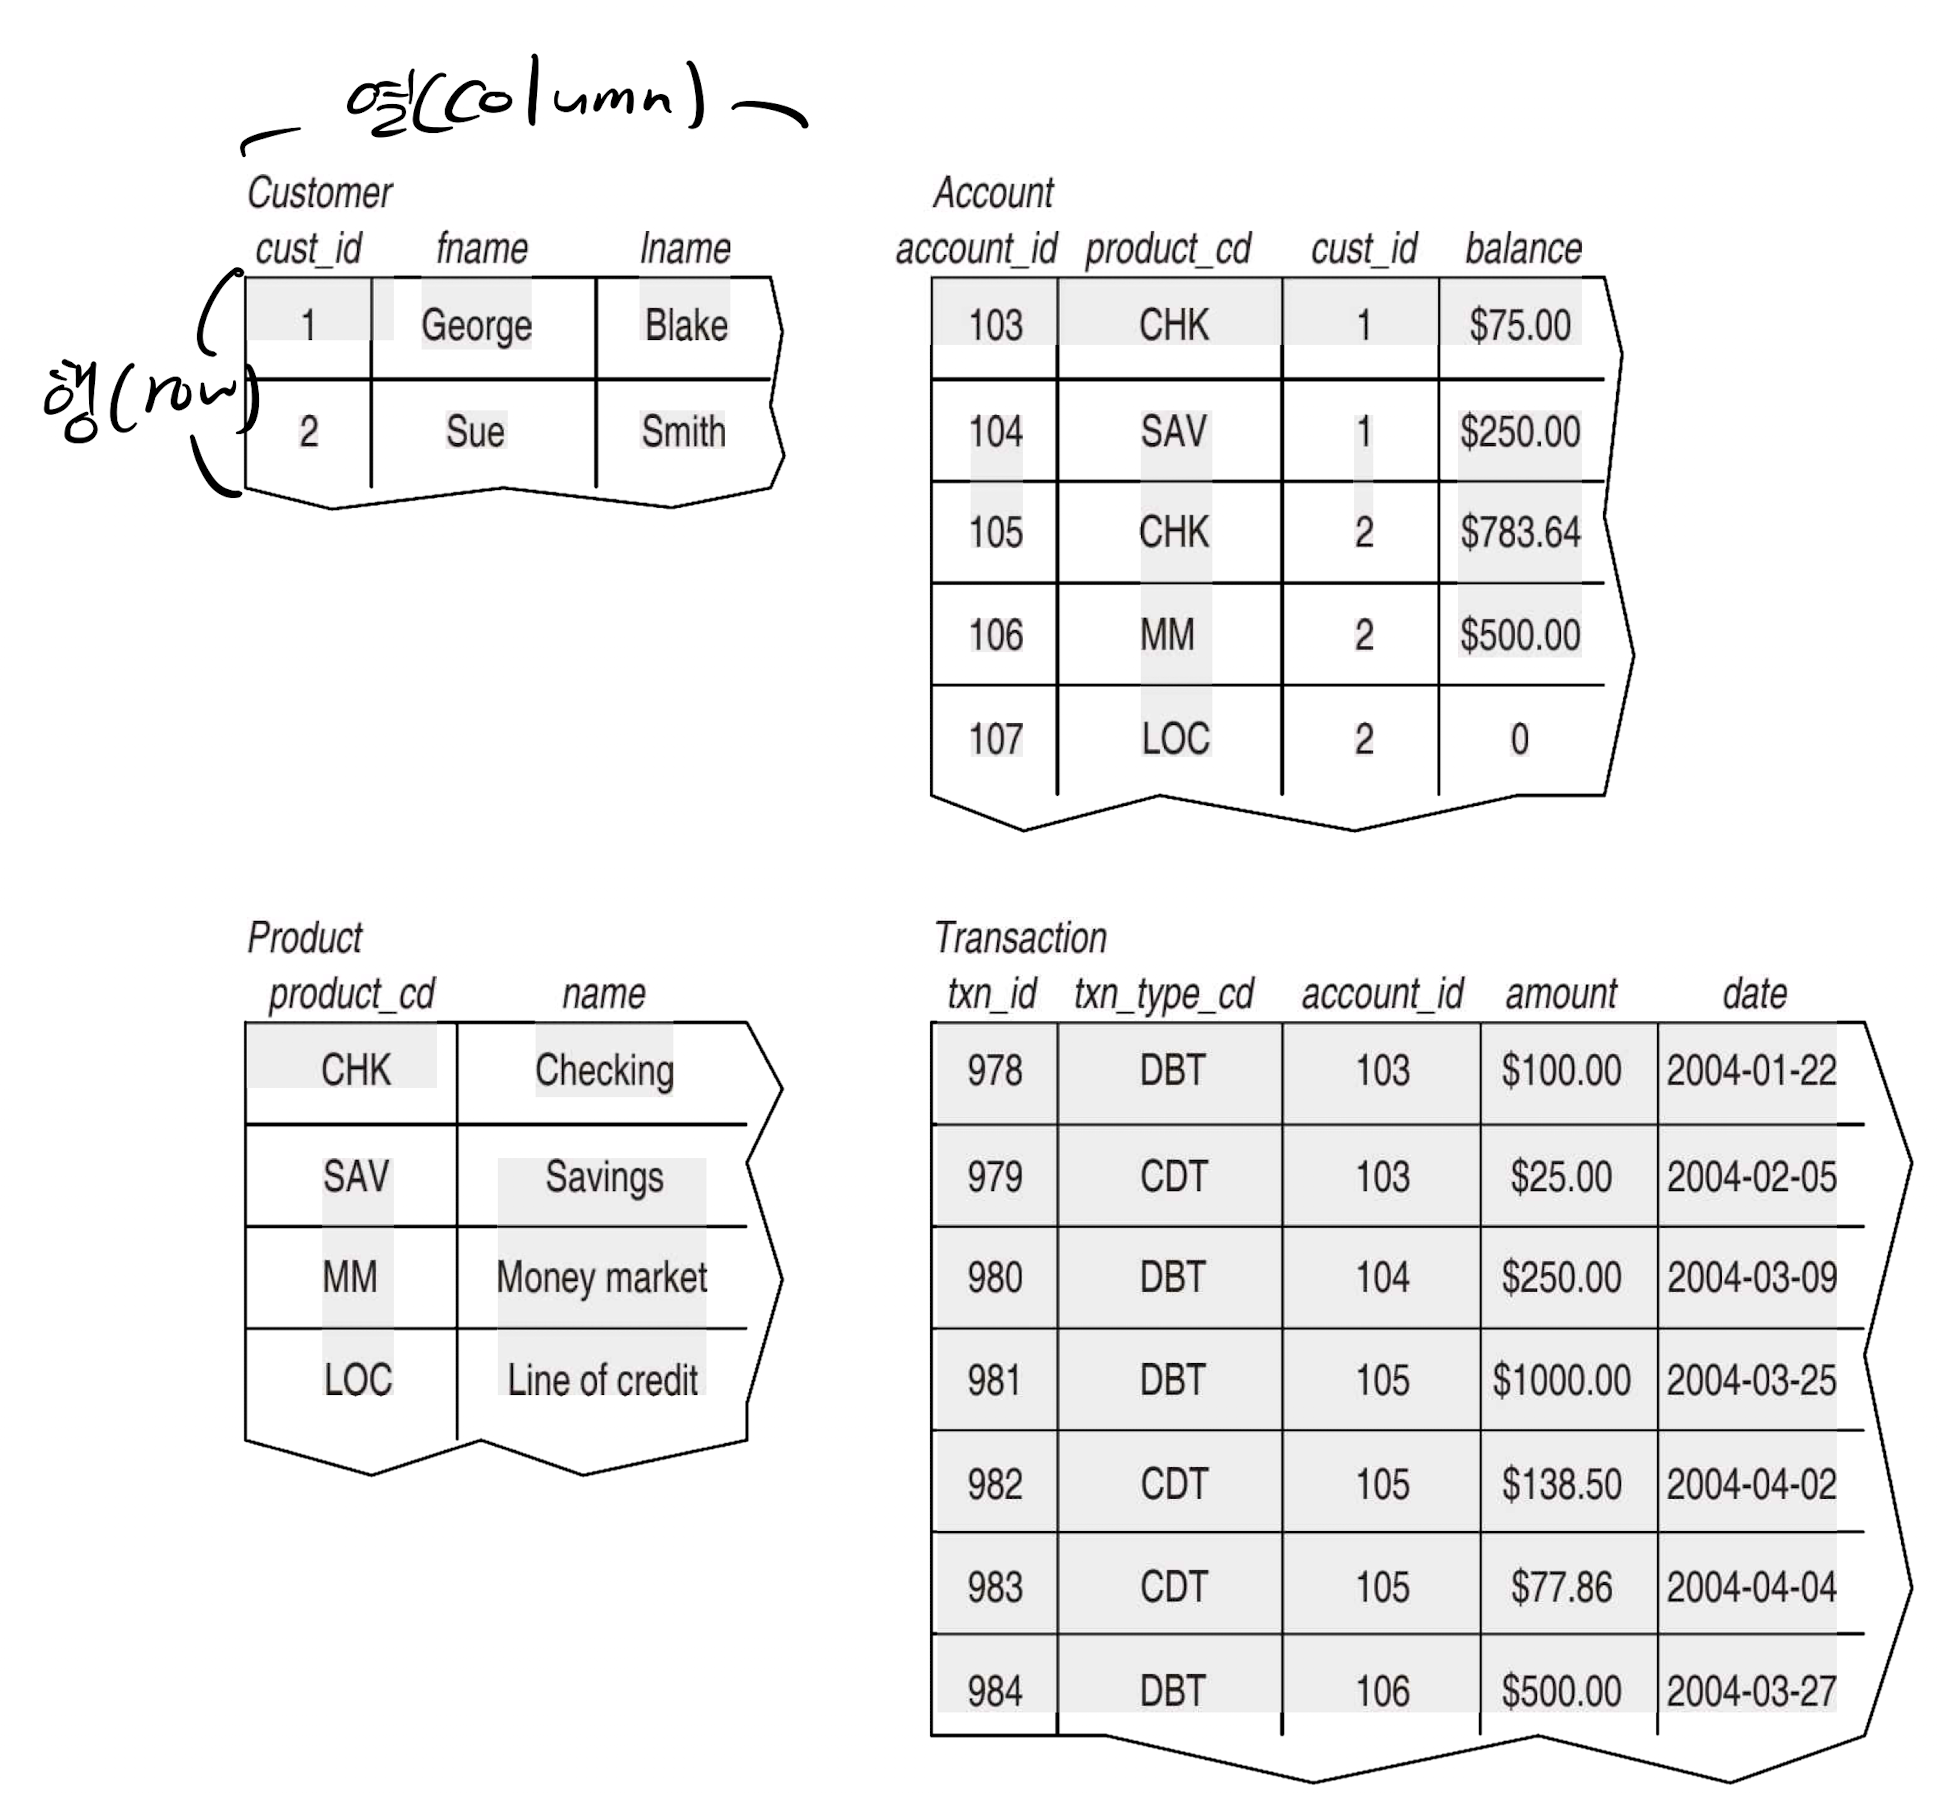 열(Column)
Customer
cust_id fname lname
1 George Blake
행(row)
2 Sue Smith
Account
account_id product_cd cust_id balance
103 CHK 1 $75.00
104 SAV 1 $250.00
105 CHK 2 $783.64
106 MM 2 $500.00
107 LOC 2 0
Product
product_cd name
CHK Checking
SAV Savings
MM Money market
LOC Line of credit
Transaction
txn_id txn_type_cd account_id amount date
978 DBT 103 $100.00 2004-01-22
979 CDT 103 $25.00 2004-02-05
980 DBT 104 $250.00 2004-03-09
981 DBT 105 $1000.00 2004-03-25
982 CDT 105 $138.50 2004-04-02
983 CDT 105 $77.86 2004-04-04
984 DBT 106 $500.00 2004-03-27